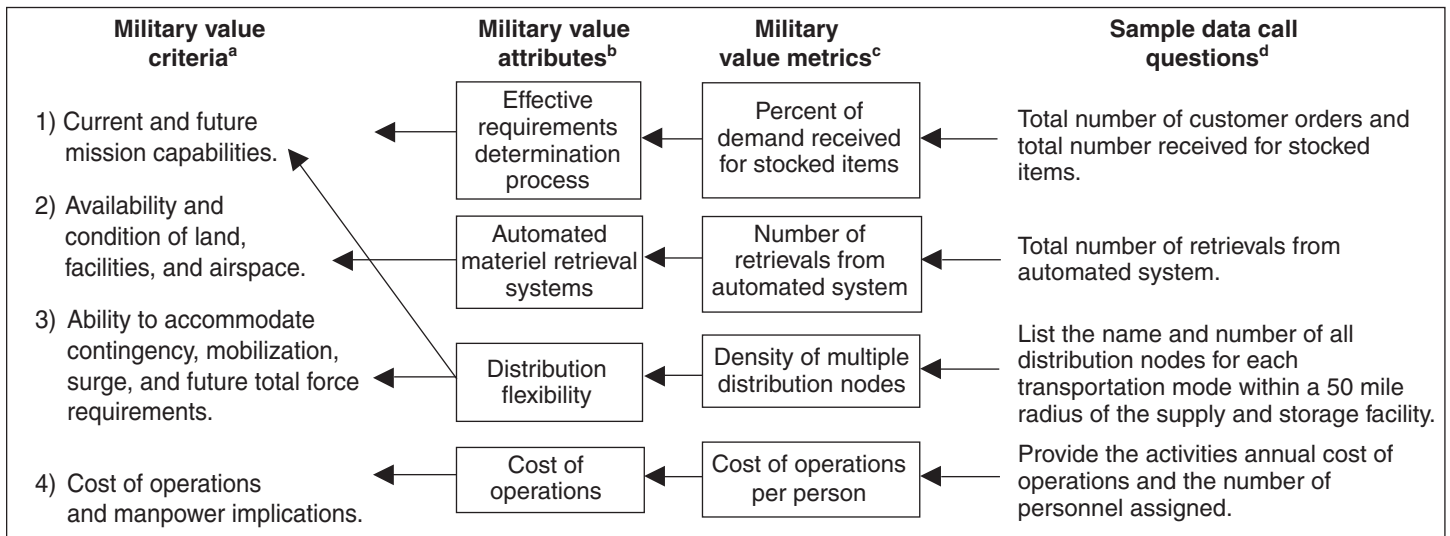 Military value
criteriaa
Military value
attributesb
Military
value metricsc
Sample data call
questionsd
1) Current and future
mission capabilities.
Effective
requirements
determination
process
Percent of
demand received
for stocked items
Total number of customer orders and
total number received for stocked
items.
2) Availability and
condition of land,
facilities, and airspace.
Automated
materiel retrieval
systems
Number of
retrievals from
automated system
Total number of retrievals from
automated system.
3) Ability to accommodate
contingency, mobilization,
surge, and future total force
requirements.
Distribution
flexibility
Density of multiple
distribution nodes
List the name and number of all
distribution nodes for each
transportation mode within a 50 mile
radius of the supply and storage facility.
4) Cost of operations
and manpower implications.
Cost of
operations
Cost of operations
per person
Provide the activities annual cost of
operations and the number of
personnel assigned.